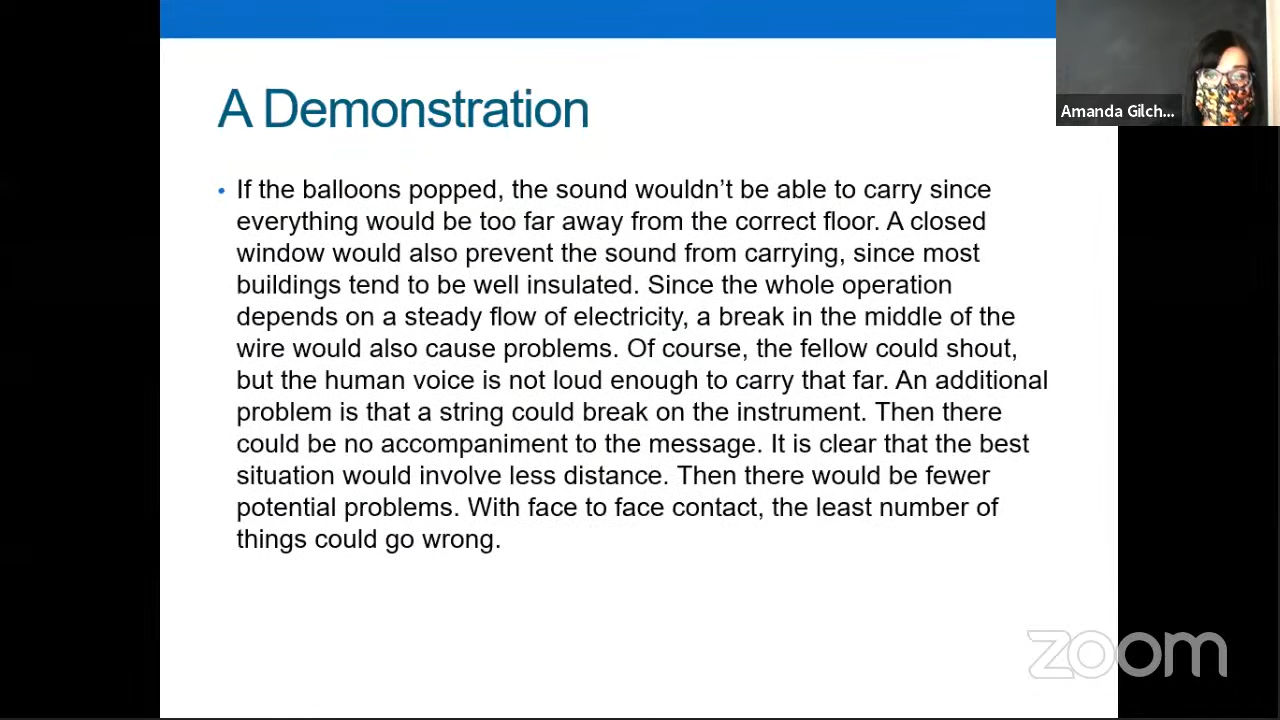 A Demonstration
Amanda Gilch...
• If the balloons popped, the sound wouldn’t be able to carry since
everything would be too far away from the correct floor. A closed
window would also prevent the sound from carrying, since most
buildings tend to be well insulated. Since the whole operation
depends on a steady flow of electricity, a break in the middle of the
wire would also cause problems. Of course, the fellow could shout,
but the human voice is not loud enough to carry that far. An additional
problem is that a string could break on the instrument. Then there
could be no accompaniment to the message. It is clear that the best
situation would involve less distance. Then there would be fewer
potential problems. With face to face contact, the least number of
things could go wrong.
zoom